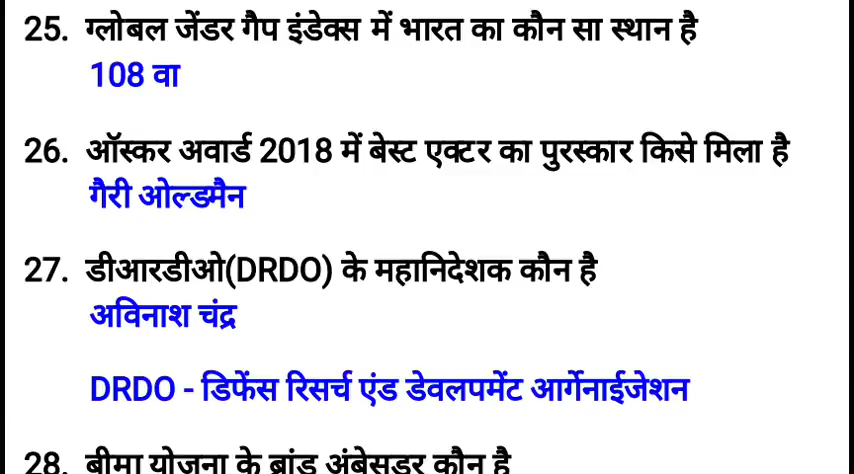 25. ग्लोबल जेंडर गैप इंडेक्स में भारत का कौन सा स्थान है
108 वा
26. ऑस्कर अवार्ड 2018 में बेस्ट एक्टर का पुरस्कार किसे मिला है
गैरी ओल्डमैन
27. डीआरडीओ(DRDO) के महानिदेशक कौन है
अविनाश चंद्र
DRDO - डिफेंस रिसर्च एंड डेवलपमेंट आर्गेनाईजेशन
28. बीमा योजना के ब्रांड अंबेसडर कौन है